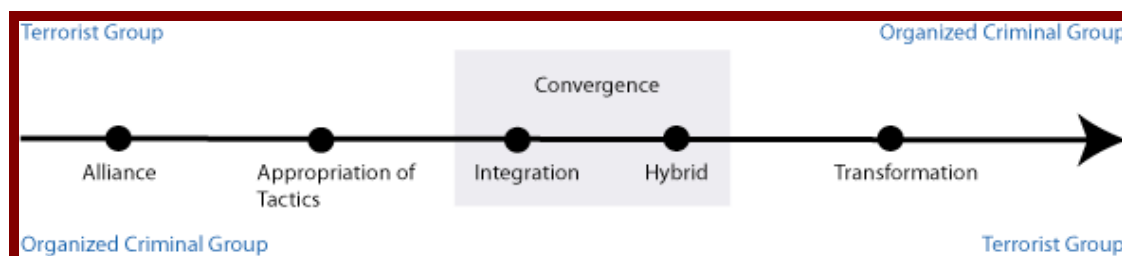 Terrorist Group
Organized Criminal Group
Convergence
Alliance
Appropriation of
Tactics
Integration
Hybrid
Transformation
Organized Criminal Group
Terrorist Group